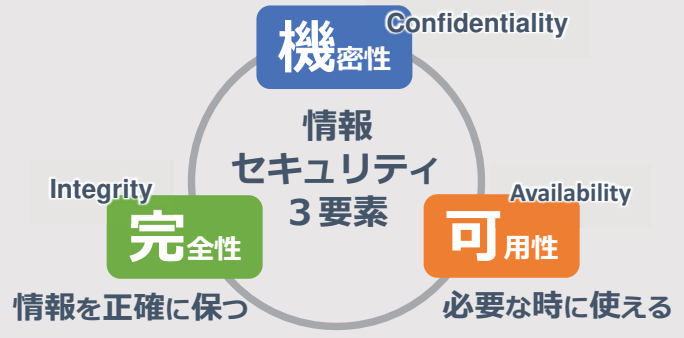 Confidentiality
機密性
情報
セキュリティ
３要素
Integrity
完全性
情報を正確に保つ
Availability
可用性
必要な時に使える